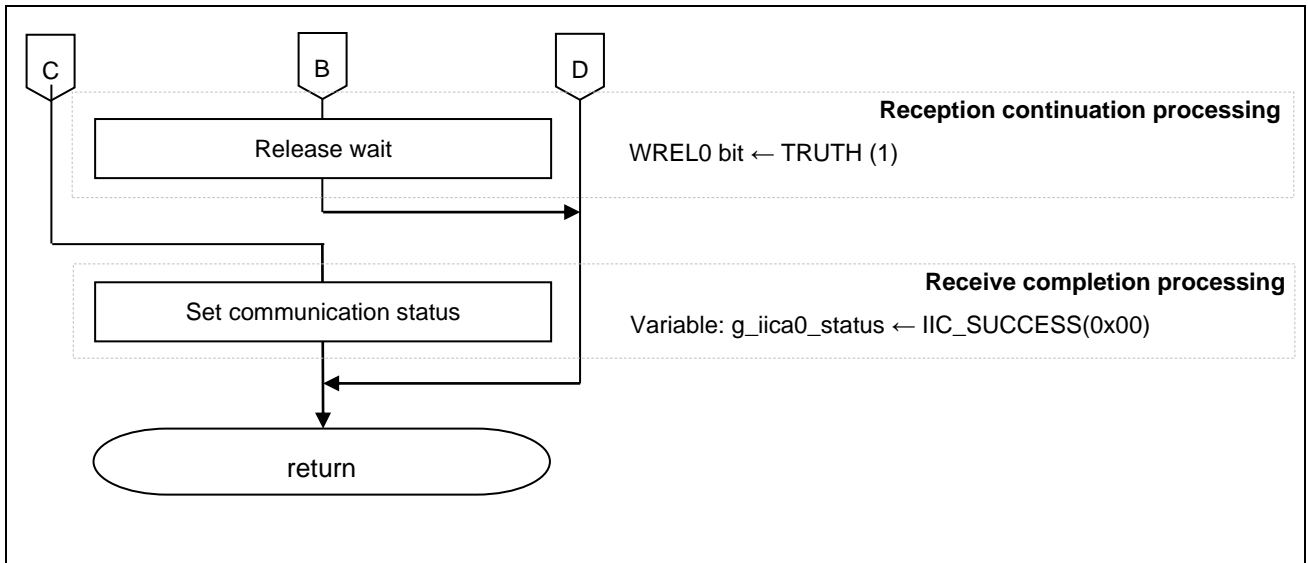 C
B
D
Reception continuation processing
Release wait
WREL0 bit ← TRUTH (1)
Receive completion processing
Set communication status
Variable: g_iica0_status ← IIC_SUCCESS(0x00)
return